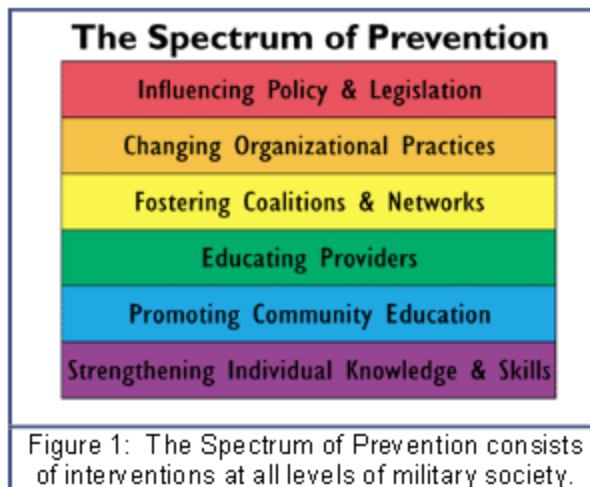 The Spectrum of Prevention
Influencing Policy & Legislation
Changing Organizational Practices
Fostering Coalitions & Networks
Educating Providers
Promoting Community Education
Strengthening Individual Knowledge & Skills
Figure 1: The Spectrum of Prevention consists
of interventions at all levels of military society.